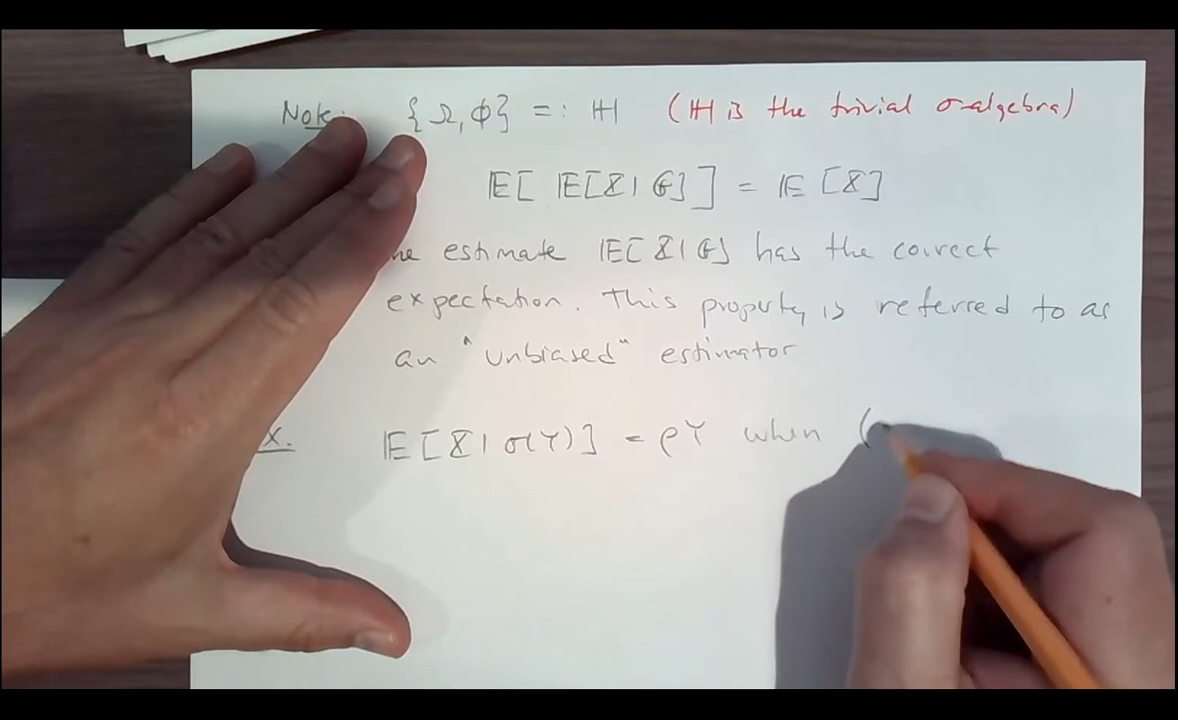 Note: {Ω, ϕ} =: ℍ (ℍ is the trivial σ-algebra)
𝔼[ 𝔼[X | G] ] = 𝔼[X]
he estimate 𝔼[X | G] has the correct
expectation. This property is referred to as
an "unbiased" estimator
x. 𝔼[X | σ(Y)] = ρY when (